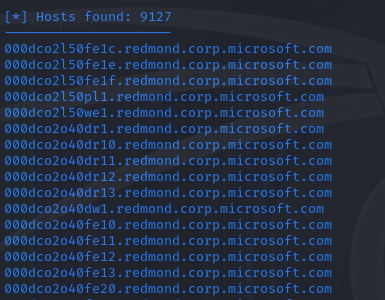 [*] Hosts found: 9127
000dco2l50fe1c.redmond.corp.microsoft.com
000dco2l50fe1e.redmond.corp.microsoft.com
000dco2l50fe1f.redmond.corp.microsoft.com
000dco2l50pl1.redmond.corp.microsoft.com
000dco2l50we1.redmond.corp.microsoft.com
000dco2o40dr1.redmond.corp.microsoft.com
000dco2o40dr10.redmond.corp.microsoft.com
000dco2o40dr11.redmond.corp.microsoft.com
000dco2o40dr12.redmond.corp.microsoft.com
000dco2o40dr13.redmond.corp.microsoft.com
000dco2o40dw1.redmond.corp.microsoft.com
000dco2o40fe10.redmond.corp.microsoft.com
000dco2o40fe11.redmond.corp.microsoft.com
000dco2o40fe12.redmond.corp.microsoft.com
000dco2o40fe13.redmond.corp.microsoft.com
000dco2o40fe20.redmond.corp.microsoft.com